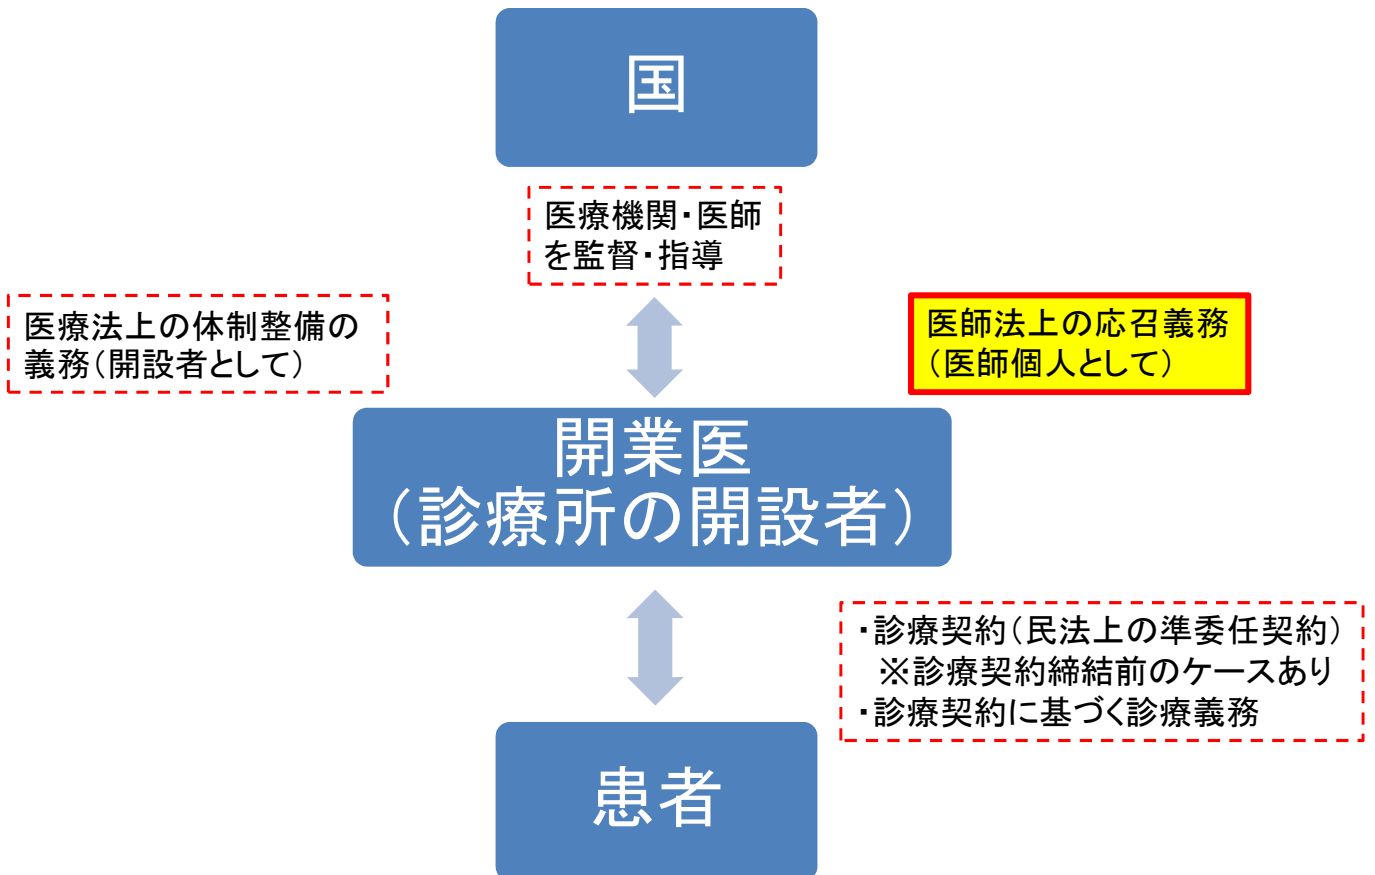 国
医療機関・医師
を監督・指導
医療法上の体制整備の
義務（開設者として）
医師法上の応召義務
（医師個人として）
開業医
（診療所の開設者）
・診療契約（民法上の準委任契約）
※診療契約締結前のケースあり
・診療契約に基づく診療義務
患者